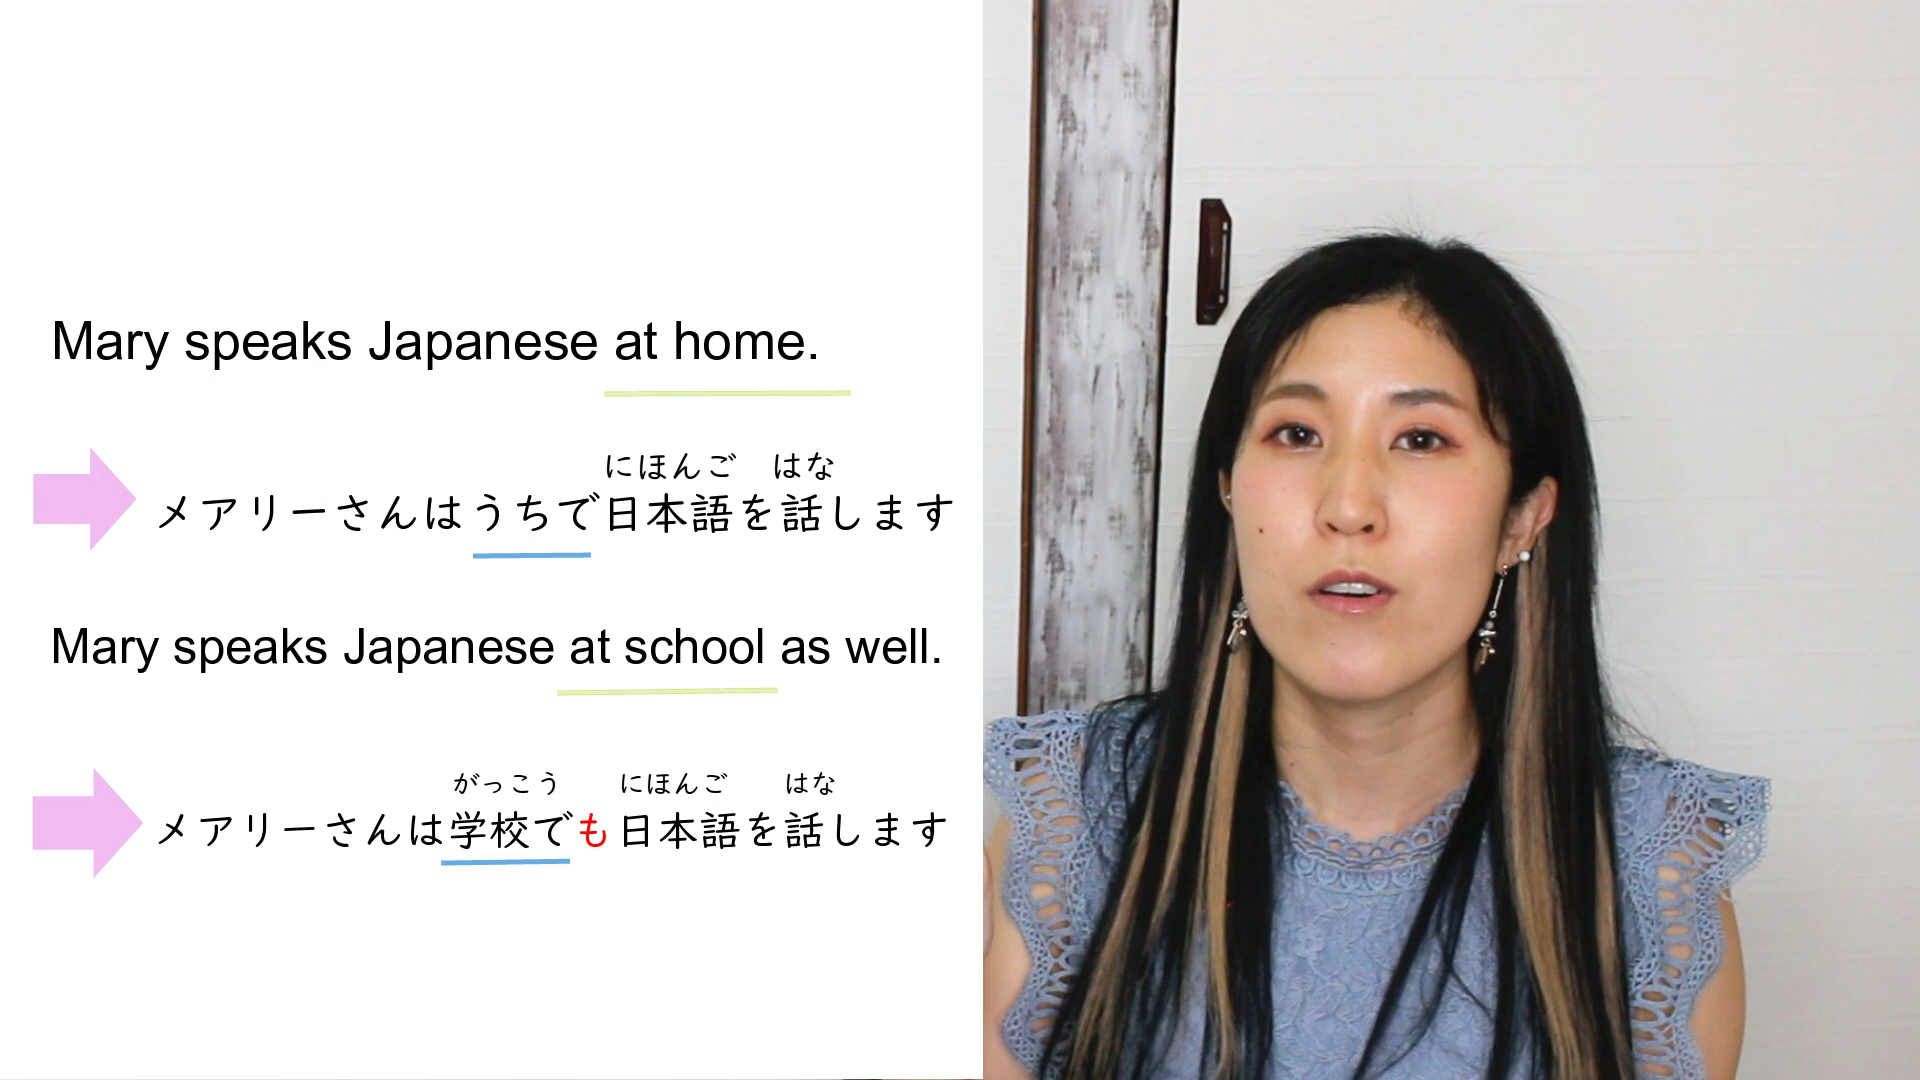 Mary speaks Japanese at home.
にほんご はな
メアリーさんはうちで日本語を話します
Mary speaks Japanese at school as well.
がっこう にほんご はな
メアリーさんは学校でも日本語を話します